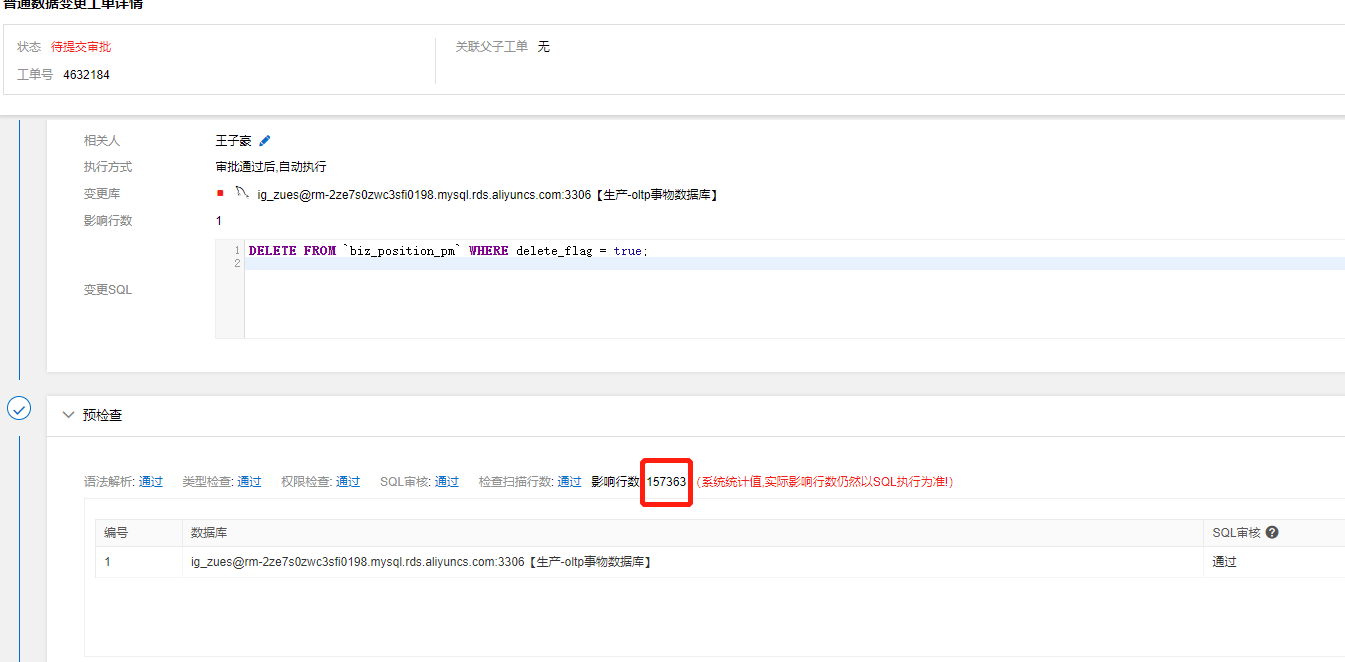 普通数据变更工单详情
状态 待提交审批 关联父子工单 无
工单号 4632184
相关人 王子豪
执行方式 审批通过后,自动执行
变更库 ig_zues@rm-2ze7s0zwc3sfi0198.mysql.rds.aliyuncs.com:3306【生产-oltp事物数据库】
影响行数 1
1 DELETE FROM `biz_position_pm` WHERE delete_flag = true;
2
变更SQL
预检查
语法解析: 通过 类型检查: 通过 权限检查: 通过 SQL审核: 通过 检查扫描行数: 通过 影响行数 157363 (系统统计值,实际影响行数仍然以SQL执行为准!)
编号 数据库 SQL审核 ?
1 ig_zues@rm-2ze7s0zwc3sfi0198.mysql.rds.aliyuncs.com:3306【生产-oltp事物数据库】 通过